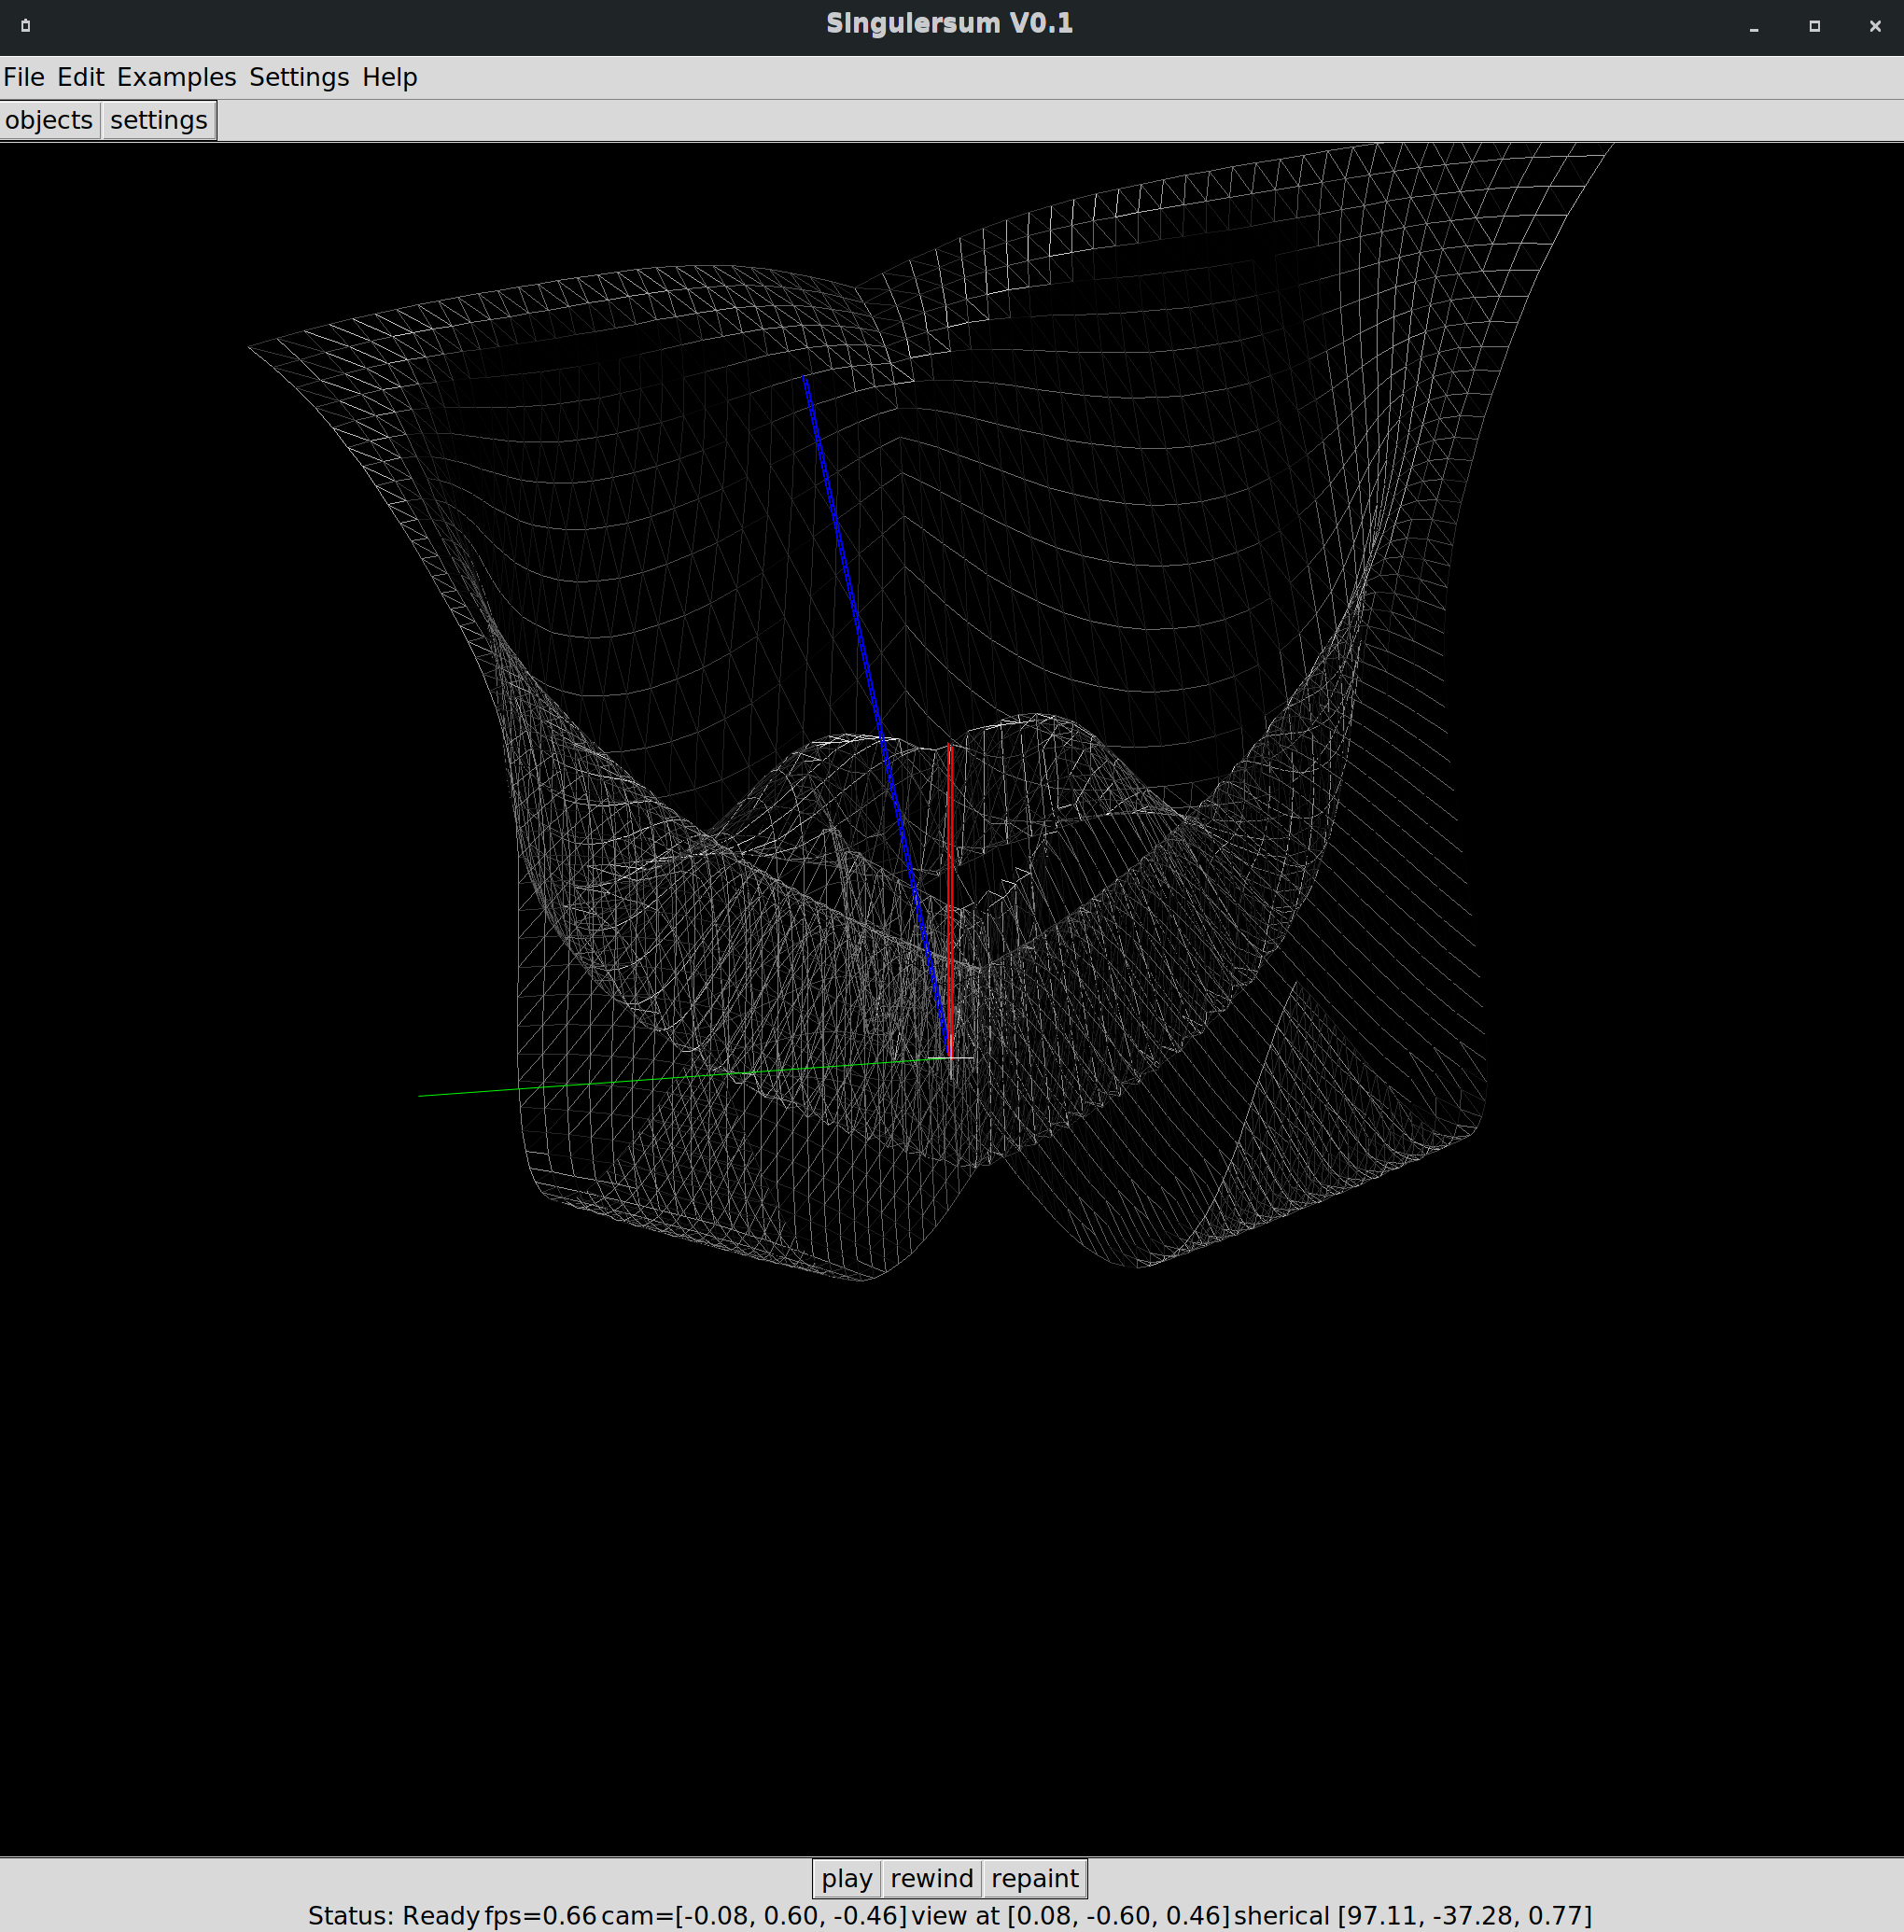 Singulersum V0.1
File Edit Examples Settings Help
objects settings
play rewind repaint
Status: Ready fps=0.66 cam=[-0.08, 0.60, -0.46] view at [0.08, -0.60, 0.46] sherical [97.11, -37.28, 0.77]